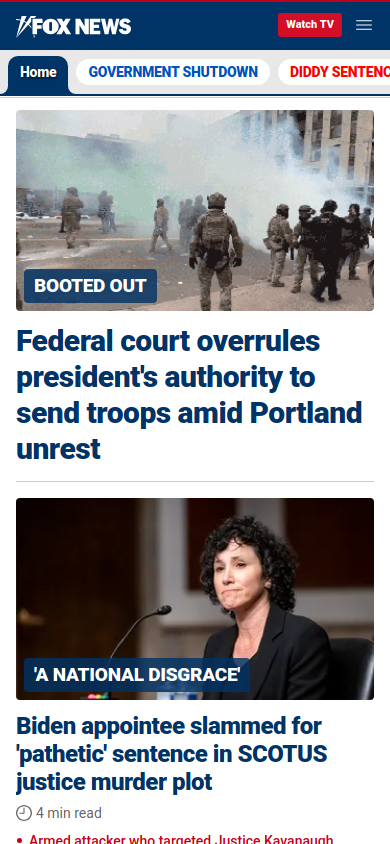 FOX NEWS
Watch TV
Home
GOVERNMENT SHUTDOWN
DIDDY SENTENC
BOOTED OUT
Federal court overrules
president's authority to
send troops amid Portland
unrest
'A NATIONAL DISGRACE'
Biden appointee slammed for
'pathetic' sentence in SCOTUS
justice murder plot
4 min read
Armed attacker who targeted Justice Kavanaugh